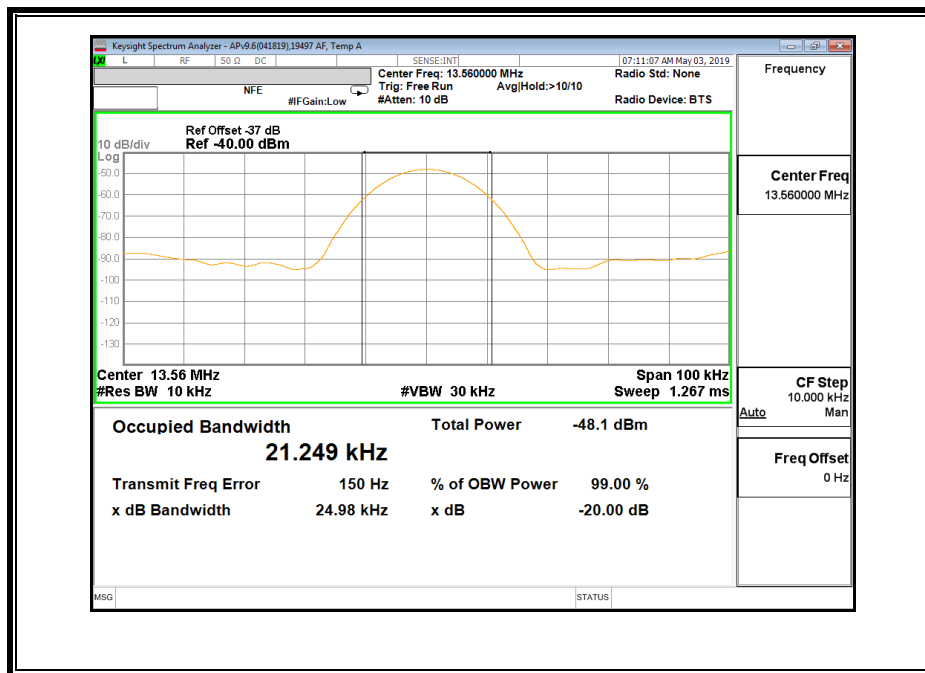 Keysight Spectrum Analyzer - APv9.6(041819),19497 AF, Temp A
LXI L RF 50 Ω DC SENSE:INT 07:11:07 AM May 03, 2019
Center Freq: 13.560000 MHz Radio Std: None
NFE Trig: Free Run Avg|Hold:>10/10
#IFGain:Low #Atten: 10 dB Radio Device: BTS
Ref Offset -37 dB
10 dB/div Ref -40.00 dBm
Log
-50.0
-60.0
-70.0
-80.0
-90.0
-100
-110
-120
-130
Center 13.56 MHz Span 100 kHz
#Res BW 10 kHz #VBW 30 kHz Sweep 1.267 ms
Occupied Bandwidth Total Power -48.1 dBm
21.249 kHz
Transmit Freq Error 150 Hz % of OBW Power 99.00 %
x dB Bandwidth 24.98 kHz x dB -20.00 dB
MSG STATUS
Frequency
Center Freq
13.560000 MHz
CF Step
10.000 kHz
Auto Man
Freq Offset
0 Hz